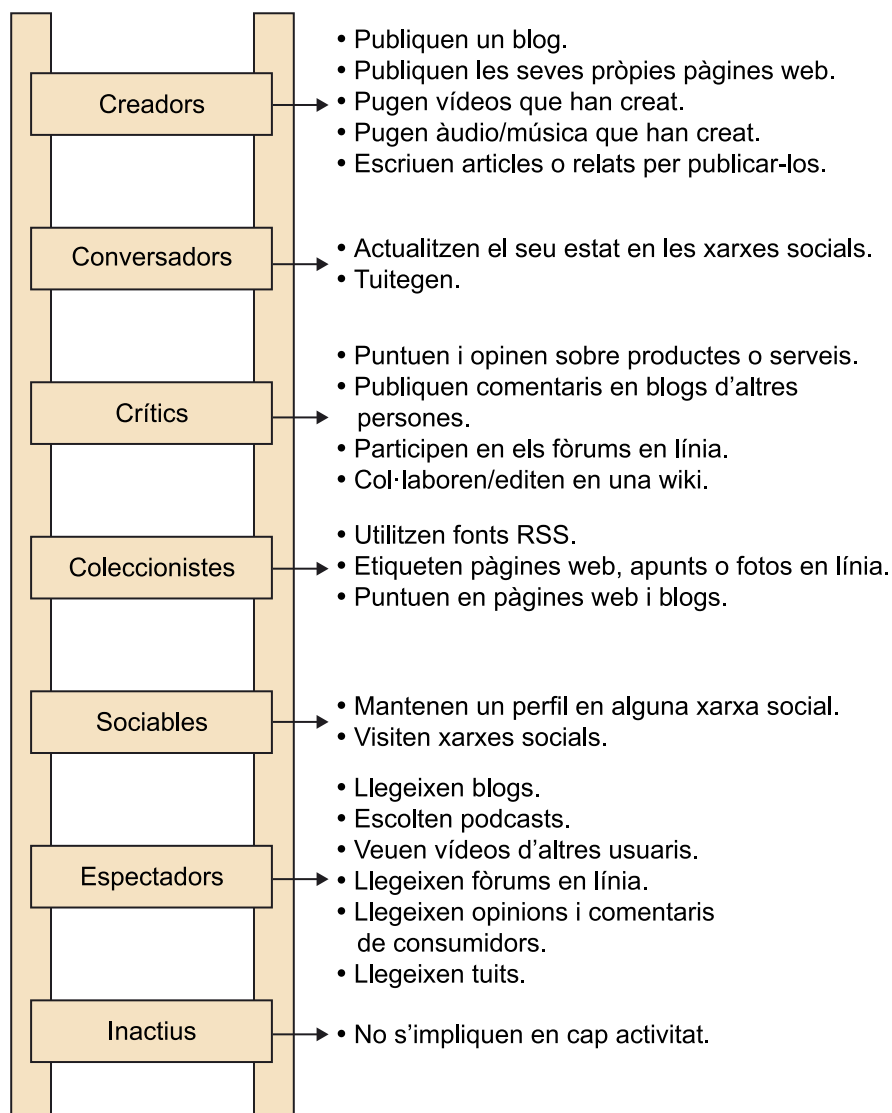 Creadors
• Publiquen un blog.
• Publiquen les seves pròpies pàgines web.
• Pugen vídeos que han creat.
• Pugen àudio/música que han creat.
• Escriuen articles o relats per publicar-los.
Conversadors
• Actualitzen el seu estat en les xarxes socials.
• Tuitegen.
Crítics
• Puntuen i opinen sobre productes o serveis.
• Publiquen comentaris en blogs d’altres
persones.
• Participen en els fòrums en línia.
• Col·laboren/editen en una wiki.
Coleccionistes
• Utilitzen fonts RSS.
• Etiqueten pàgines web, apunts o fotos en línia.
• Puntuen en pàgines web i blogs.
Sociables
• Mantenen un perfil en alguna xarxa social.
• Visiten xarxes socials.
Espectadors
• Llegeixen blogs.
• Escolten podcasts.
• Veuen vídeos d’altres usuaris.
• Llegeixen fòrums en línia.
• Llegeixen opinions i comentaris
de consumidors.
• Llegeixen tuits.
Inactius
• No s’impliquen en cap activitat.